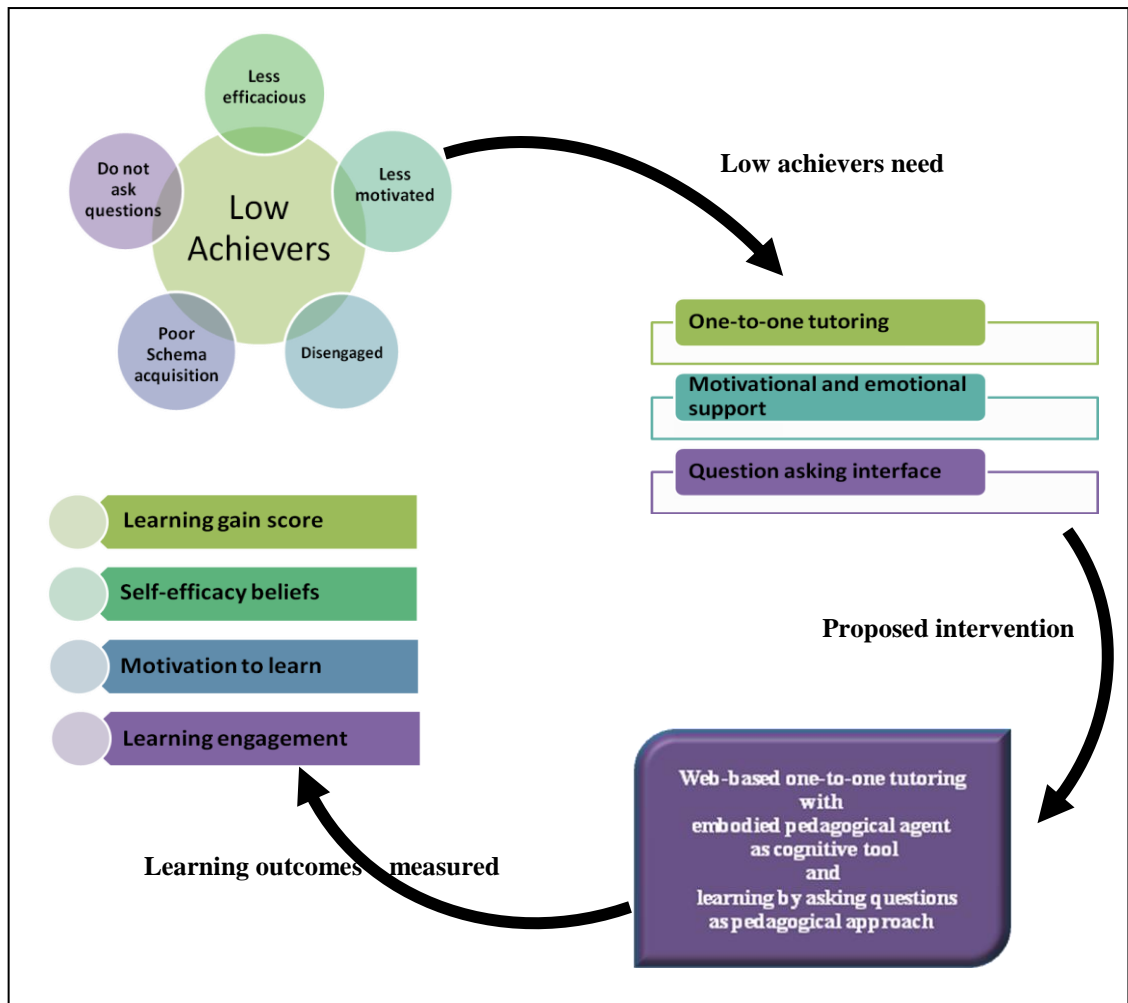 Less
efficacious
Do not
ask
questions
Less
motivated
Low
Achievers
Poor
Schema
acquisition
Disengaged
Low achievers need
One-to-one tutoring
Motivational and emotional
support
Question asking interface
Proposed intervention
Web-based one-to-one tutoring
with
embodied pedagogical agent
as cognitive tool
and
learning by asking questions
as pedagogical approach
Learning outcomes measured
Learning gain score
Self-efficacy beliefs
Motivation to learn
Learning engagement